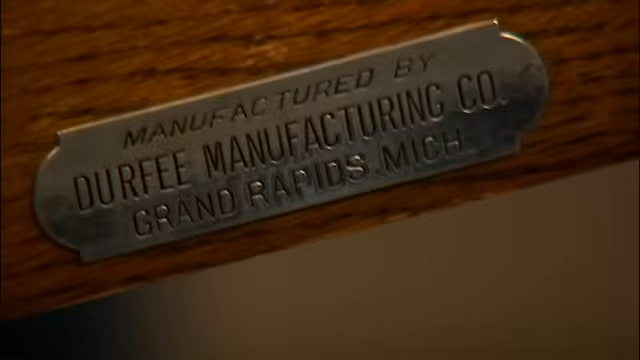 MANUFACTURED BY
DURFEE MANUFACTURING CO.
GRAND RAPIDS. MICH.